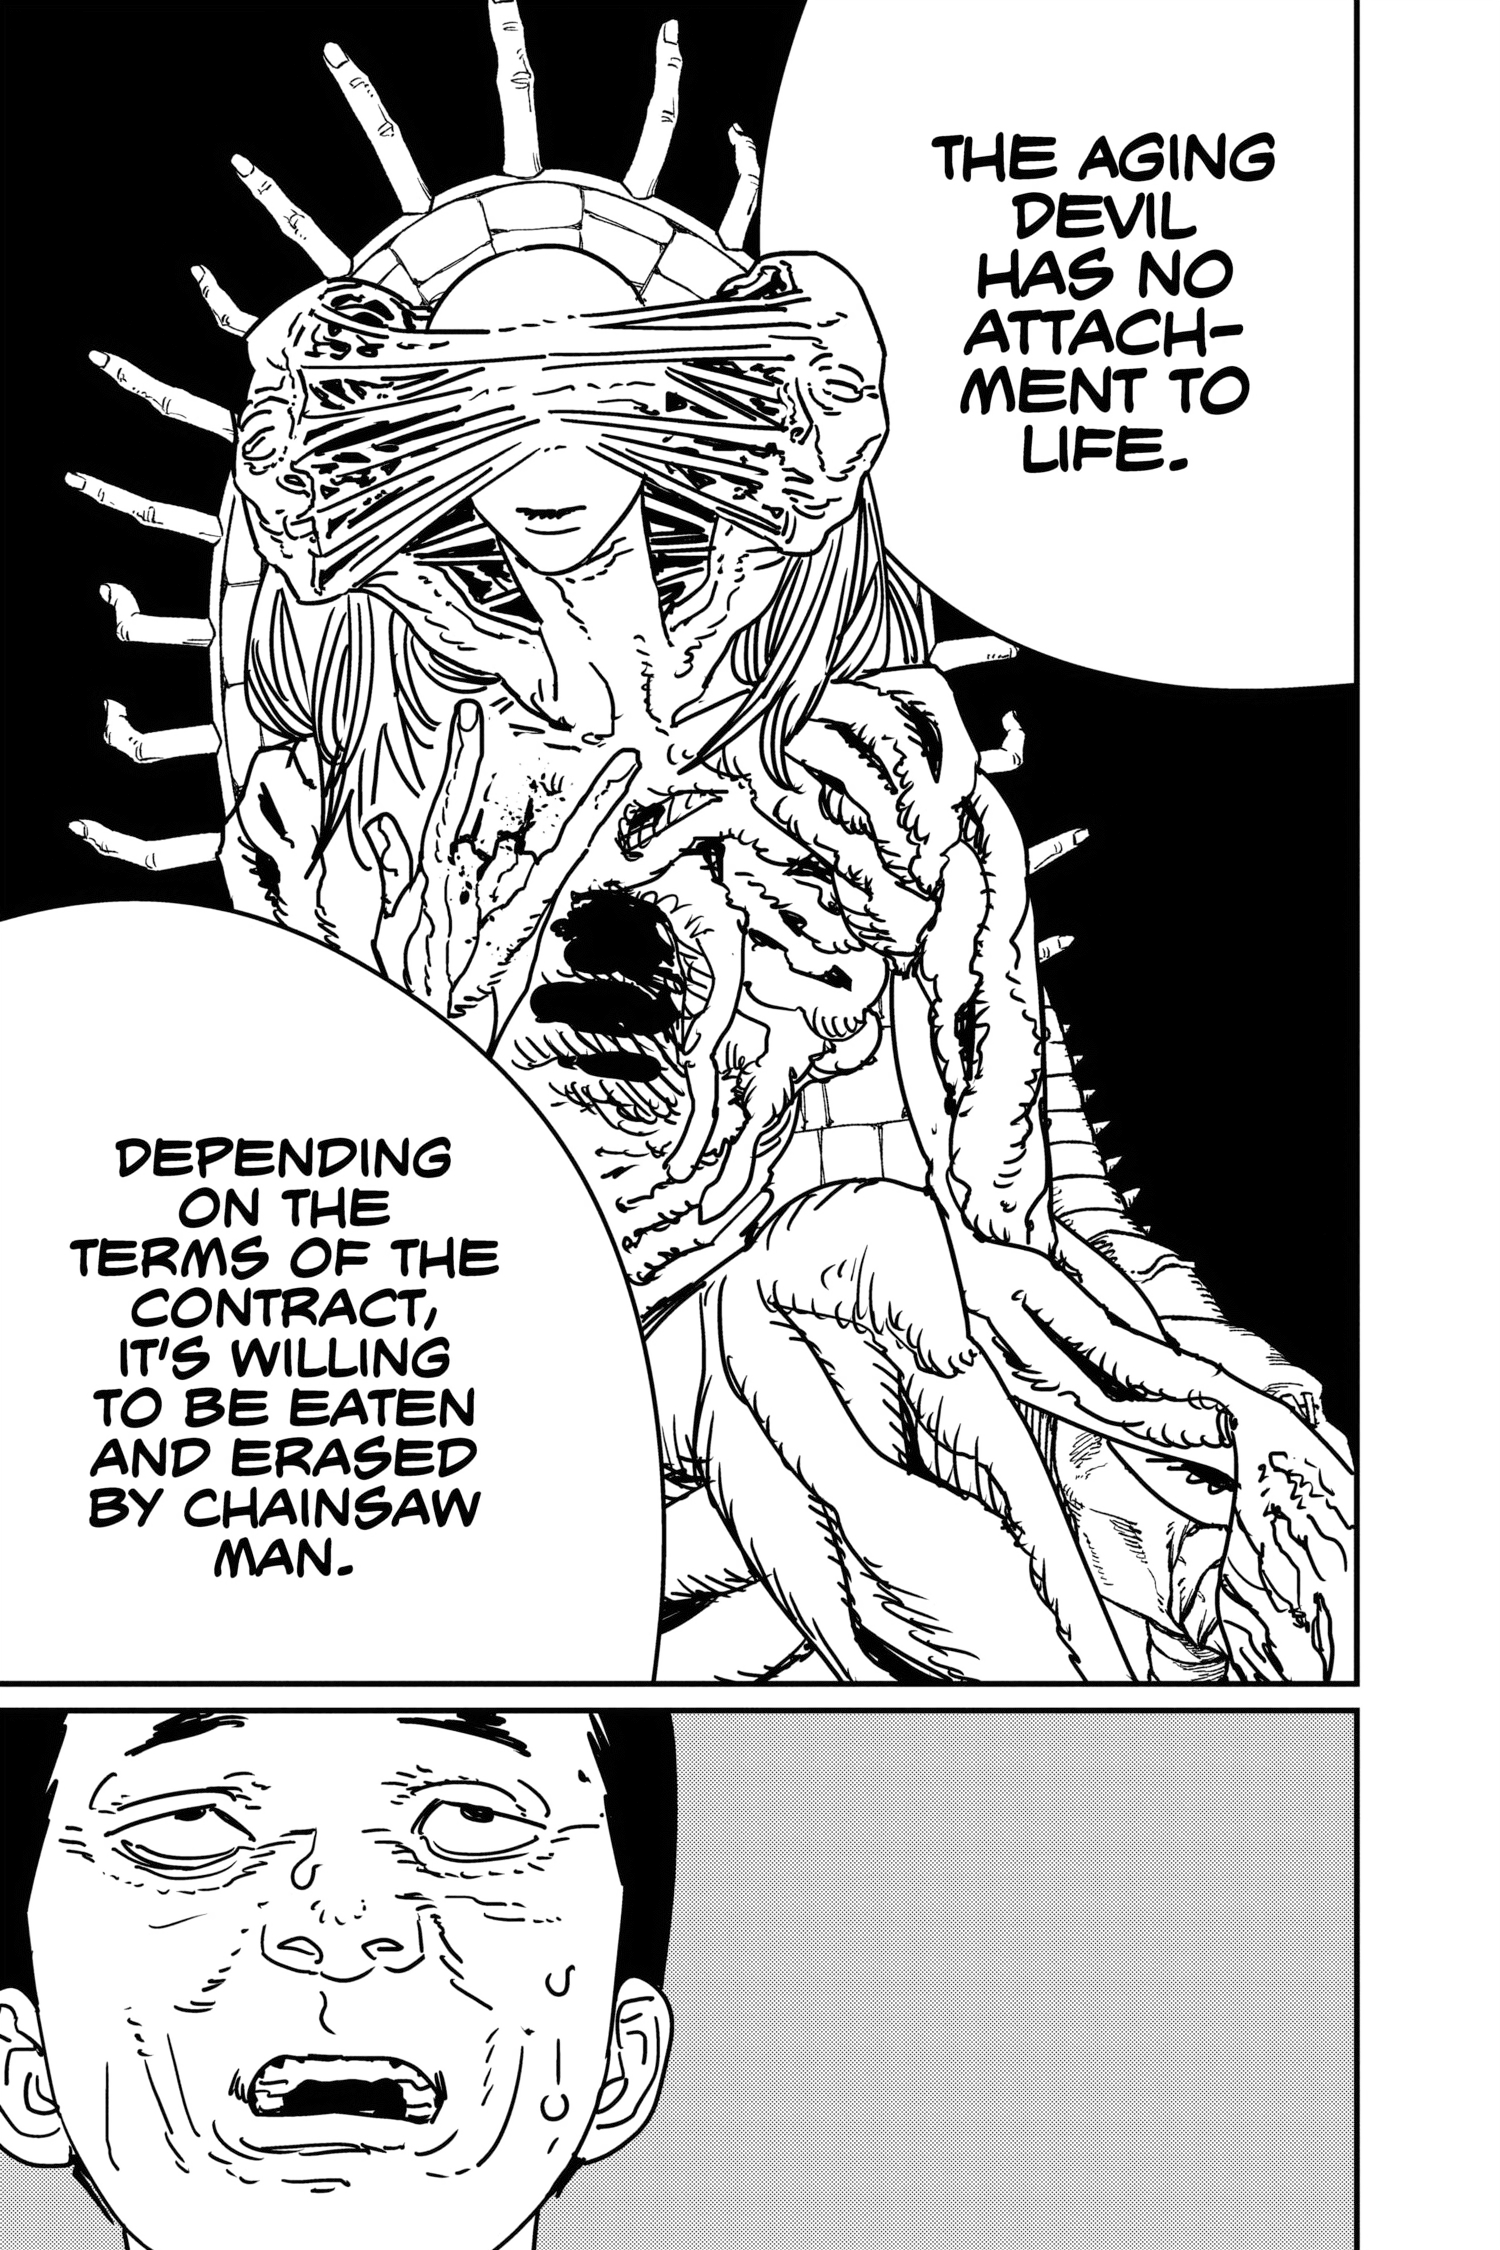 THE AGING
DEVIL
HAS NO
ATTACH-
MENT TO
LIFE.
DEPENDING
ON THE
TERMS OF THE
CONTRACT,
IT'S WILLING
TO BE EATEN
AND ERASED
BY CHAINSAW
MAN.